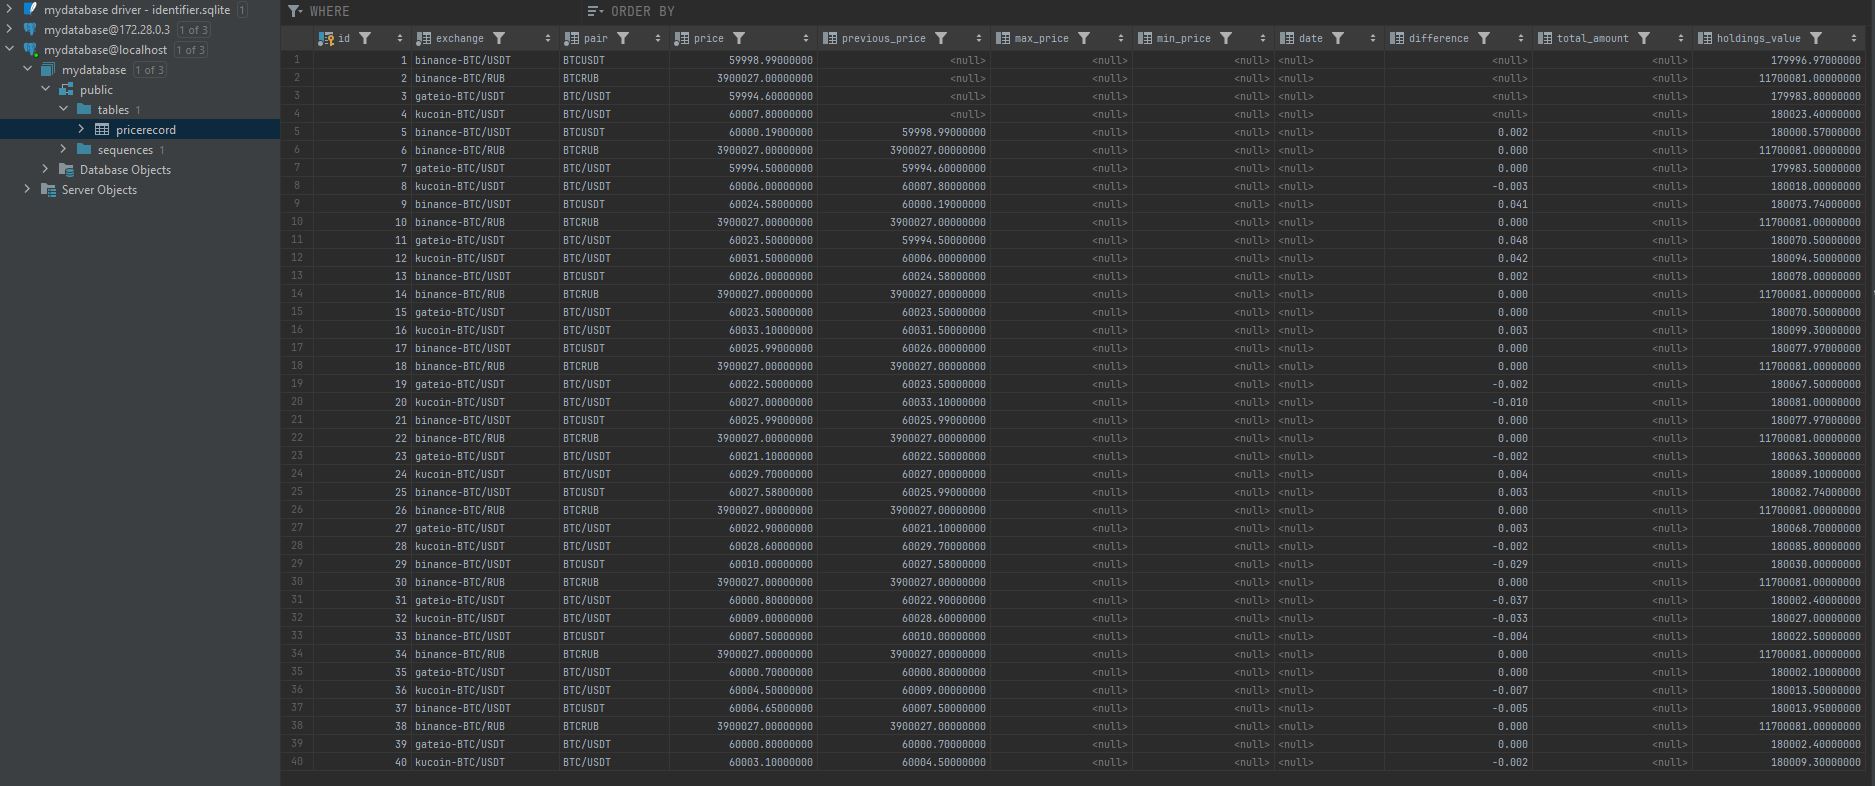 mydatabase driver - identifier.sqlite 1
mydatabase@172.28.0.3 1 of 3
mydatabase@localhost 1 of 3
mydatabase 1 of 3
public
tables 1
pricerecord
sequences 1
Database Objects
Server Objects
WHERE ORDER BY
id exchange pair price previous_price max_price min_price date difference total_amount holdings_value
1 1 binance-BTC/USDT BTCUSDT 59998.99000000 <null> <null> <null> <null> <null> <null> 179996.97000000
2 2 binance-BTC/RUB BTCRUB 3900027.00000000 <null> <null> <null> <null> <null> <null> 11700081.00000000
3 3 gateio-BTC/USDT BTC/USDT 59994.60000000 <null> <null> <null> <null> <null> <null> 179983.80000000
4 4 kucoin-BTC/USDT BTC/USDT 60007.80000000 <null> <null> <null> <null> <null> <null> 180023.40000000
5 5 binance-BTC/USDT BTCUSDT 60000.19000000 59998.99000000 <null> <null> <null> 0.002 <null> 180000.57000000
6 6 binance-BTC/RUB BTCRUB 3900027.00000000 3900027.00000000 <null> <null> <null> 0.000 <null> 11700081.00000000
7 7 gateio-BTC/USDT BTC/USDT 59994.50000000 59994.60000000 <null> <null> <null> 0.000 <null> 179983.50000000
8 8 kucoin-BTC/USDT BTC/USDT 60006.00000000 60007.80000000 <null> <null> <null> -0.003 <null> 180018.00000000
9 9 binance-BTC/USDT BTCUSDT 60024.58000000 60000.19000000 <null> <null> <null> 0.041 <null> 180073.74000000
10 10 binance-BTC/RUB BTCRUB 3900027.00000000 3900027.00000000 <null> <null> <null> 0.000 <null> 11700081.00000000
11 11 gateio-BTC/USDT BTC/USDT 60023.50000000 59994.50000000 <null> <null> <null> 0.048 <null> 180070.50000000
12 12 kucoin-BTC/USDT BTC/USDT 60031.50000000 60006.00000000 <null> <null> <null> 0.042 <null> 180094.50000000
13 13 binance-BTC/USDT BTCUSDT 60026.00000000 60024.58000000 <null> <null> <null> 0.002 <null> 180078.00000000
14 14 binance-BTC/RUB BTCRUB 3900027.00000000 3900027.00000000 <null> <null> <null> 0.000 <null> 11700081.00000000
15 15 gateio-BTC/USDT BTC/USDT 60023.50000000 60023.50000000 <null> <null> <null> 0.000 <null> 180070.50000000
16 16 kucoin-BTC/USDT BTC/USDT 60033.10000000 60031.50000000 <null> <null> <null> 0.003 <null> 180099.30000000
17 17 binance-BTC/USDT BTCUSDT 60025.99000000 60026.00000000 <null> <null> <null> 0.000 <null> 180077.97000000
18 18 binance-BTC/RUB BTCRUB 3900027.00000000 3900027.00000000 <null> <null> <null> 0.000 <null> 11700081.00000000
19 19 gateio-BTC/USDT BTC/USDT 60022.50000000 60023.50000000 <null> <null> <null> -0.002 <null> 180067.50000000
20 20 kucoin-BTC/USDT BTC/USDT 60027.00000000 60033.10000000 <null> <null> <null> -0.010 <null> 180081.00000000
21 21 binance-BTC/USDT BTCUSDT 60025.99000000 60025.99000000 <null> <null> <null> 0.000 <null> 180077.97000000
22 22 binance-BTC/RUB BTCRUB 3900027.00000000 3900027.00000000 <null> <null> <null> 0.000 <null> 11700081.00000000
23 23 gateio-BTC/USDT BTC/USDT 60021.10000000 60022.50000000 <null> <null> <null> -0.002 <null> 180063.30000000
24 24 kucoin-BTC/USDT BTC/USDT 60029.70000000 60027.00000000 <null> <null> <null> 0.004 <null> 180089.10000000
25 25 binance-BTC/USDT BTCUSDT 60027.58000000 60025.99000000 <null> <null> <null> 0.003 <null> 180082.74000000
26 26 binance-BTC/RUB BTCRUB 3900027.00000000 3900027.00000000 <null> <null> <null> 0.000 <null> 11700081.00000000
27 27 gateio-BTC/USDT BTC/USDT 60022.90000000 60021.10000000 <null> <null> <null> 0.003 <null> 180068.70000000
28 28 kucoin-BTC/USDT BTC/USDT 60028.60000000 60029.70000000 <null> <null> <null> -0.002 <null> 180085.80000000
29 29 binance-BTC/USDT BTCUSDT 60010.00000000 60027.58000000 <null> <null> <null> -0.029 <null> 180030.00000000
30 30 binance-BTC/RUB BTCRUB 3900027.00000000 3900027.00000000 <null> <null> <null> 0.000 <null> 11700081.00000000
31 31 gateio-BTC/USDT BTC/USDT 60000.80000000 60022.90000000 <null> <null> <null> -0.037 <null> 180002.40000000
32 32 kucoin-BTC/USDT BTC/USDT 60009.00000000 60028.60000000 <null> <null> <null> -0.033 <null> 180027.00000000
33 33 binance-BTC/USDT BTCUSDT 60007.50000000 60010.00000000 <null> <null> <null> -0.004 <null> 180022.50000000
34 34 binance-BTC/RUB BTCRUB 3900027.00000000 3900027.00000000 <null> <null> <null> 0.000 <null> 11700081.00000000
35 35 gateio-BTC/USDT BTC/USDT 60000.70000000 60000.80000000 <null> <null> <null> 0.000 <null> 180002.10000000
36 36 kucoin-BTC/USDT BTC/USDT 60004.50000000 60009.00000000 <null> <null> <null> -0.007 <null> 180013.50000000
37 37 binance-BTC/USDT BTCUSDT 60004.65000000 60007.50000000 <null> <null> <null> -0.005 <null> 180013.95000000
38 38 binance-BTC/RUB BTCRUB 3900027.00000000 3900027.00000000 <null> <null> <null> 0.000 <null> 11700081.00000000
39 39 gateio-BTC/USDT BTC/USDT 60000.80000000 60000.70000000 <null> <null> <null> 0.000 <null> 180002.40000000
40 40 kucoin-BTC/USDT BTC/USDT 60003.10000000 60004.50000000 <null> <null> <null> -0.002 <null> 180009.30000000